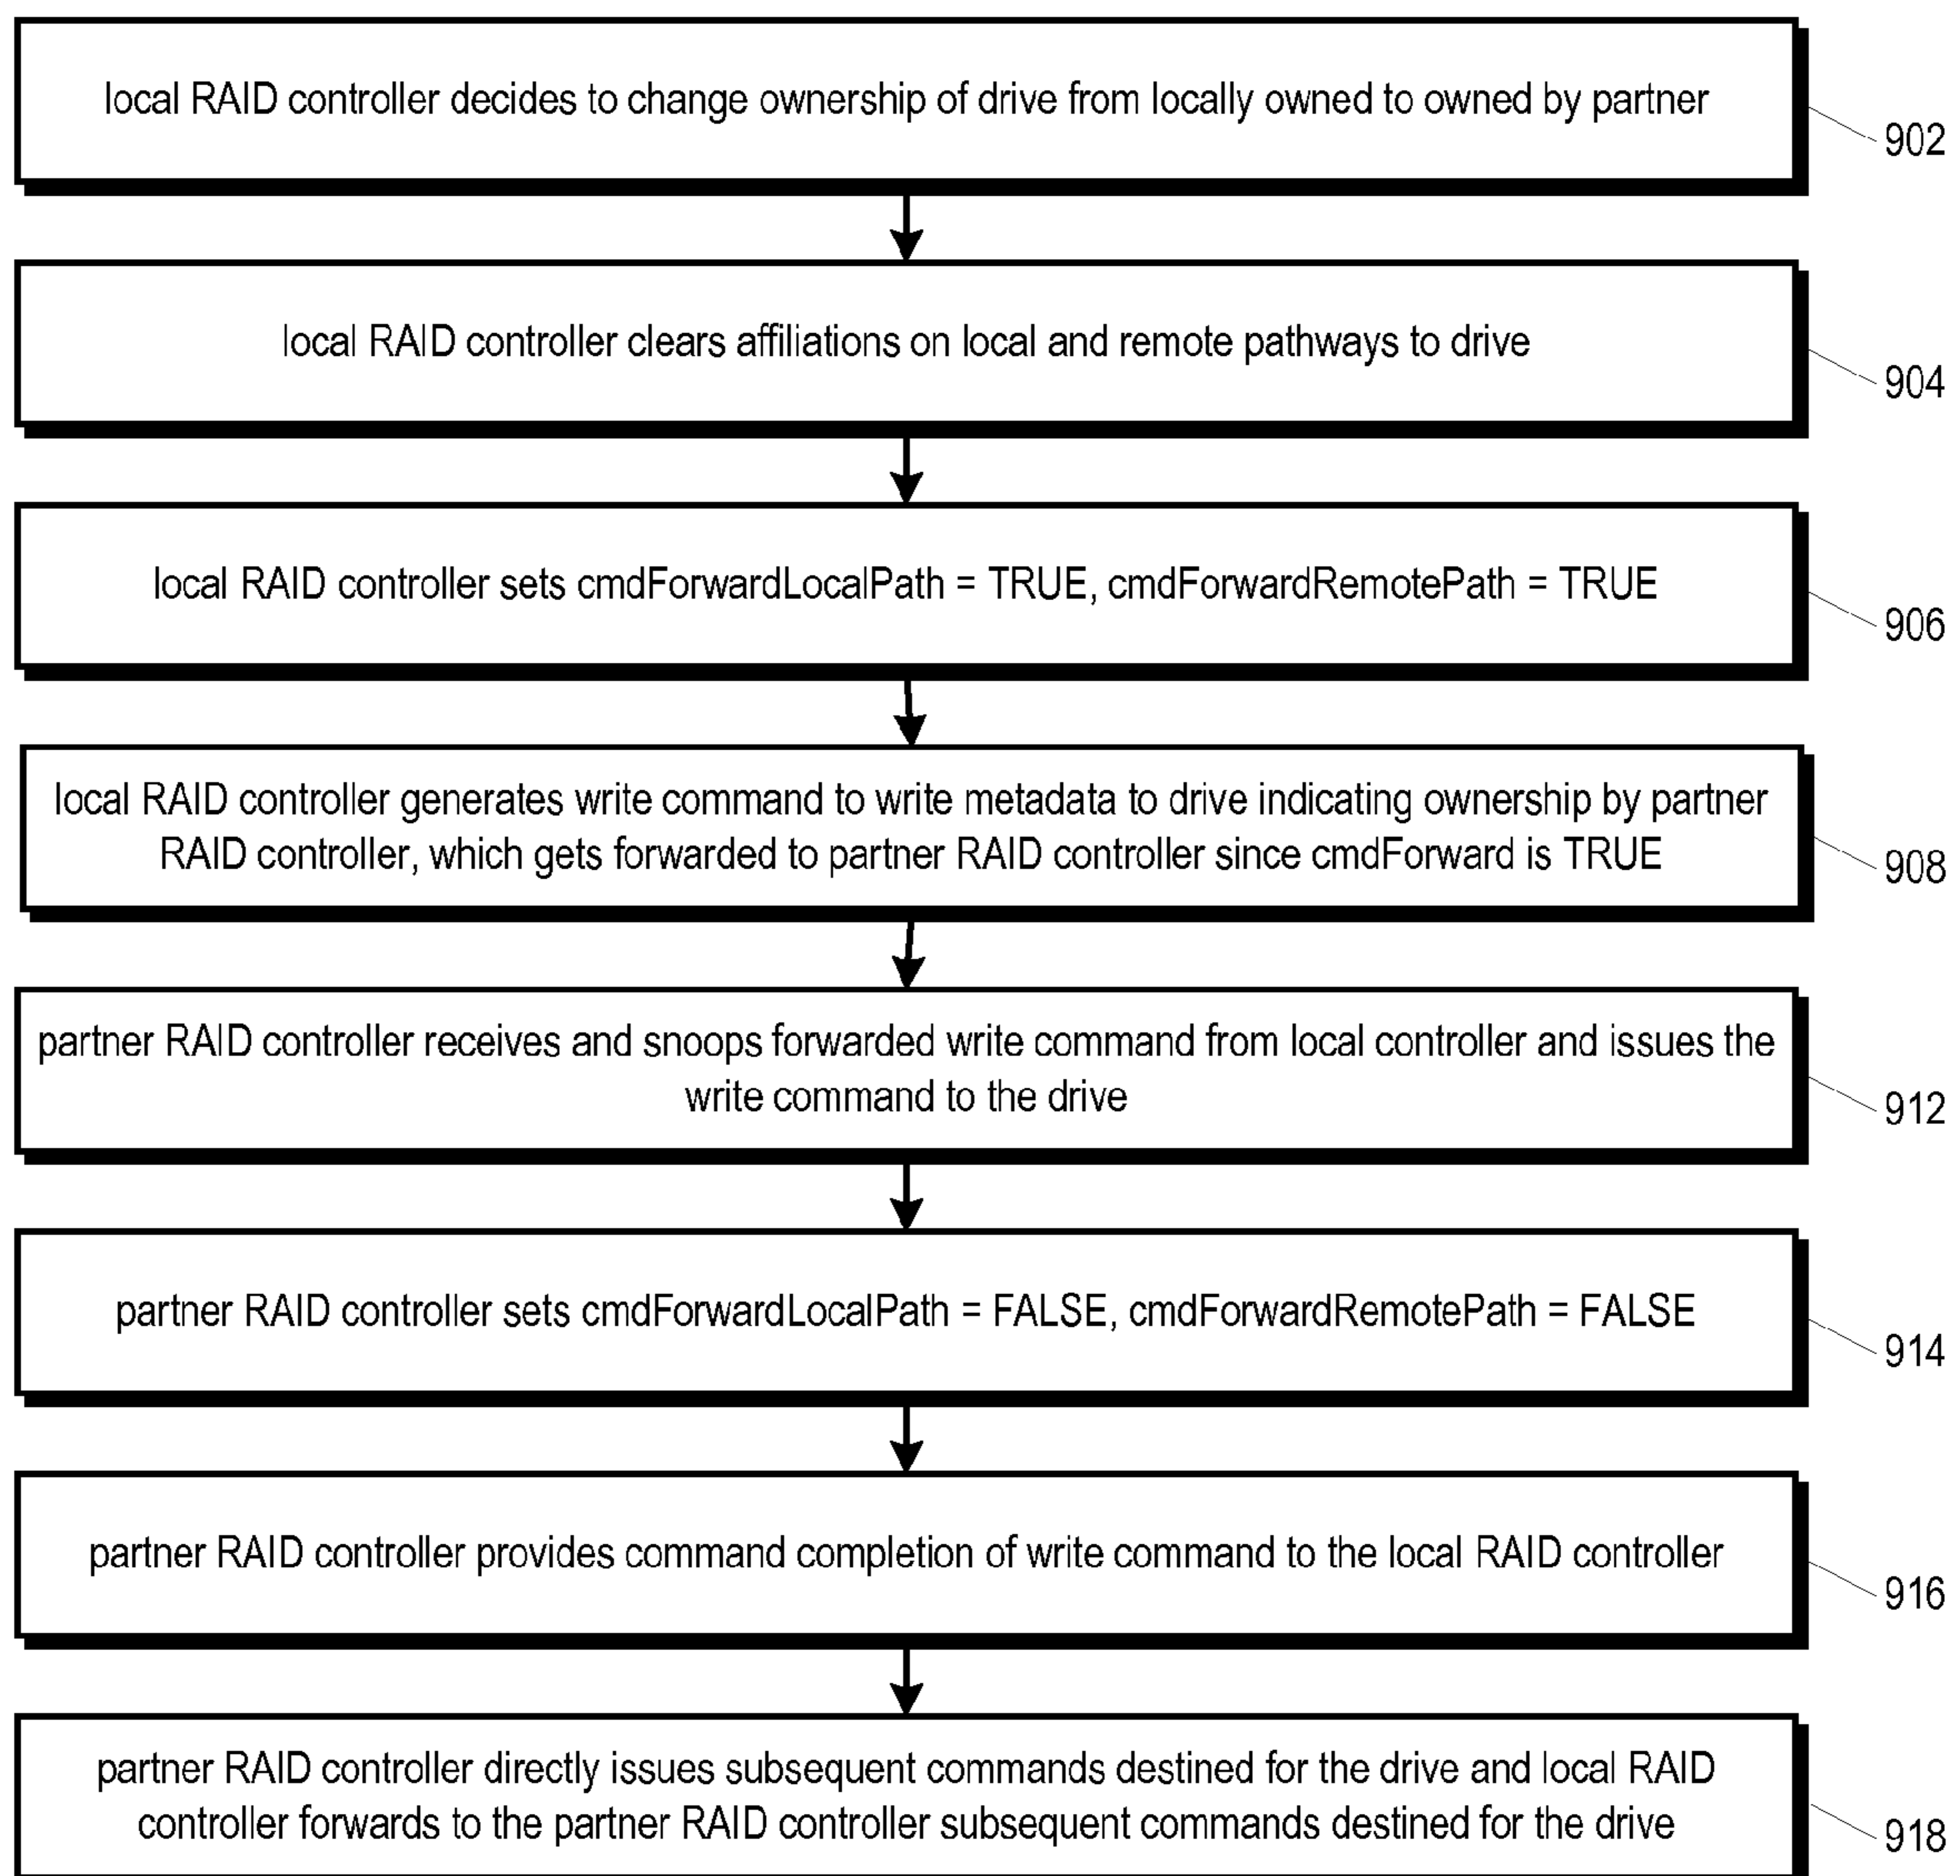 local RAID controller decides to change ownership of drive from locally owned to owned by partner
902
local RAID controller clears affiliations on local and remote pathways to drive
904
local RAID controller sets cmdForwardLocalPath = TRUE, cmdForwardRemotePath = TRUE
906
local RAID controller generates write command to write metadata to drive indicating ownership by partner
RAID controller, which gets forwarded to partner RAID controller since cmdForward is TRUE
908
partner RAID controller receives and snoops forwarded write command from local controller and issues the
write command to the drive
912
partner RAID controller sets cmdForwardLocalPath = FALSE, cmdForwardRemotePath = FALSE
914
partner RAID controller provides command completion of write command to the local RAID controller
916
partner RAID controller directly issues subsequent commands destined for the drive and local RAID
controller forwards to the partner RAID controller subsequent commands destined for the drive
918